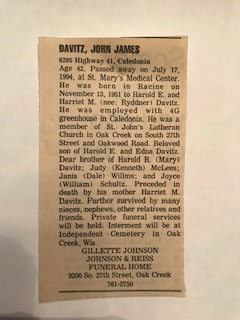 DAVITZ, JOHN JAMES
8205 Highway 41, Caledonia
Age 42. Passed away on July 17,
1994, at St. Mary's Medical Center.
He was born in Racine on
November 13, 1951 to Harold E. and
Harriet M. (nee: Ryddner) Davitz.
He was employed with 4G
greenhouse in Caledonia. He was a
member of St. John's Lutheran
Church in Oak Creek on South 27th
Street and Oakwood Road. Beloved
son of Harold E. and Edna Davitz.
Dear brother of Harold R. (Mary)
Davitz; Judy (Kenneth) McLees;
Janis (Dale) Willms; and Joyce
(William) Schultz. Preceded in
death by his mother Harriet M.
Davitz. Further survived by many
nieces, nephews, other relatives and
friends. Private funeral services
will be held. Interment will be at
Independent Cemetery in Oak
Creek, Wis.
GILLETTE JOHNSON
JOHNSON & REISS
FUNERAL HOME
9200 So. 27th Street, Oak Creek
761-2750